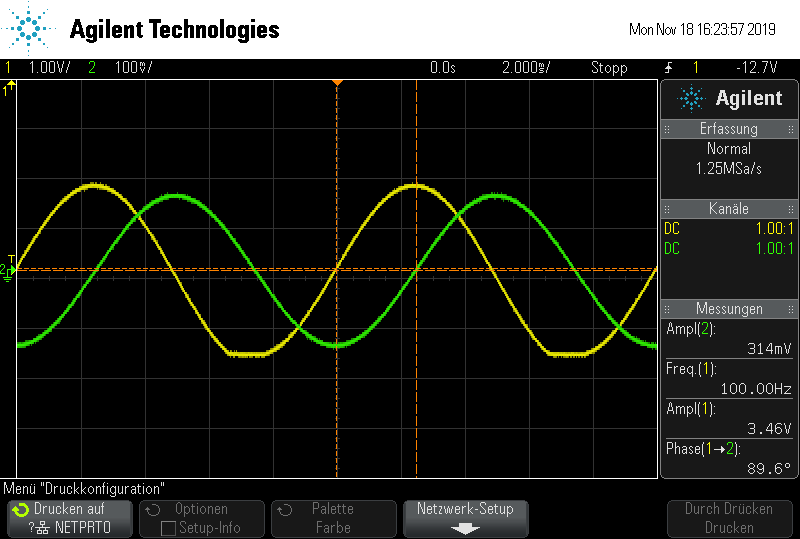 Agilent Technologies
Mon Nov 18 16:23:57 2019
1 1.00V/ 2 100mV/ 0.0s 2.000ms/ Stopp 1 -12.7V
1
T
2
Agilent
Erfassung
Normal
1.25MSa/s
Kanäle
DC 1.00:1
DC 1.00:1
Messungen
Ampl(2):
314mV
Freq.(1):
100.00Hz
Ampl(1):
3.46V
Phase(1→2):
89.6°
Menü "Druckkonfiguration"
Drucken auf
? NETPRT0
Optionen
Setup-Info
Palette
Farbe
Netzwerk-Setup
Durch Drücken
Drucken